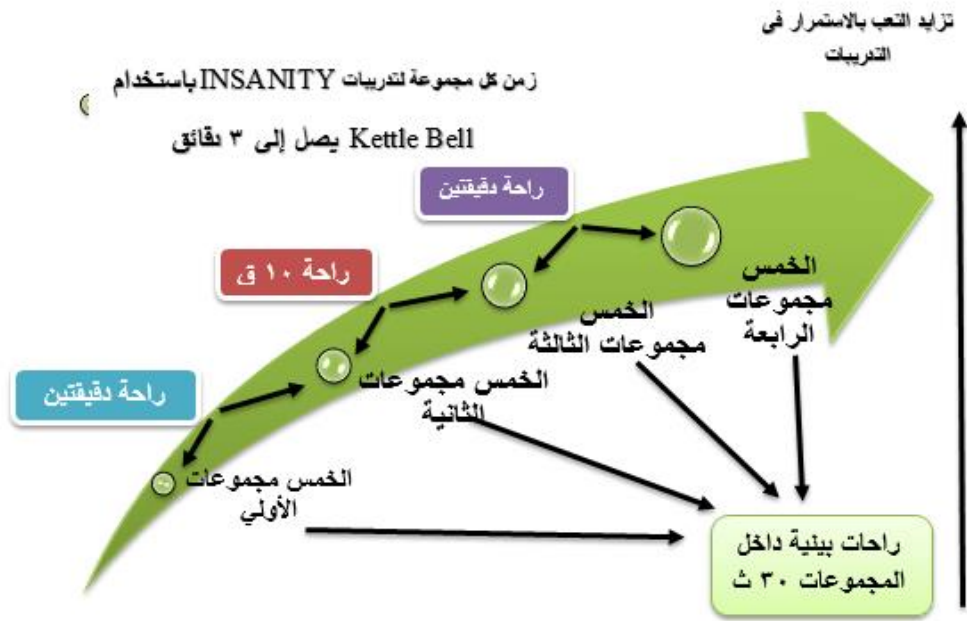 تزايد التعب بالاستمرار فى
التدريبات
زمن كل مجموعة لتدريبات INSANITY باستخدام
Kettle Bell يصل إلى ٣ دقائق
راحة دقيقتين
راحة ١٠ ق
راحة دقيقتين
الخمس
مجموعات
الرابعة
الخمس
مجموعات الثالثة
الخمس مجموعات
الثانية
الخمس مجموعات
الأولي
راحات بينية داخل
المجموعات ٣٠ ث